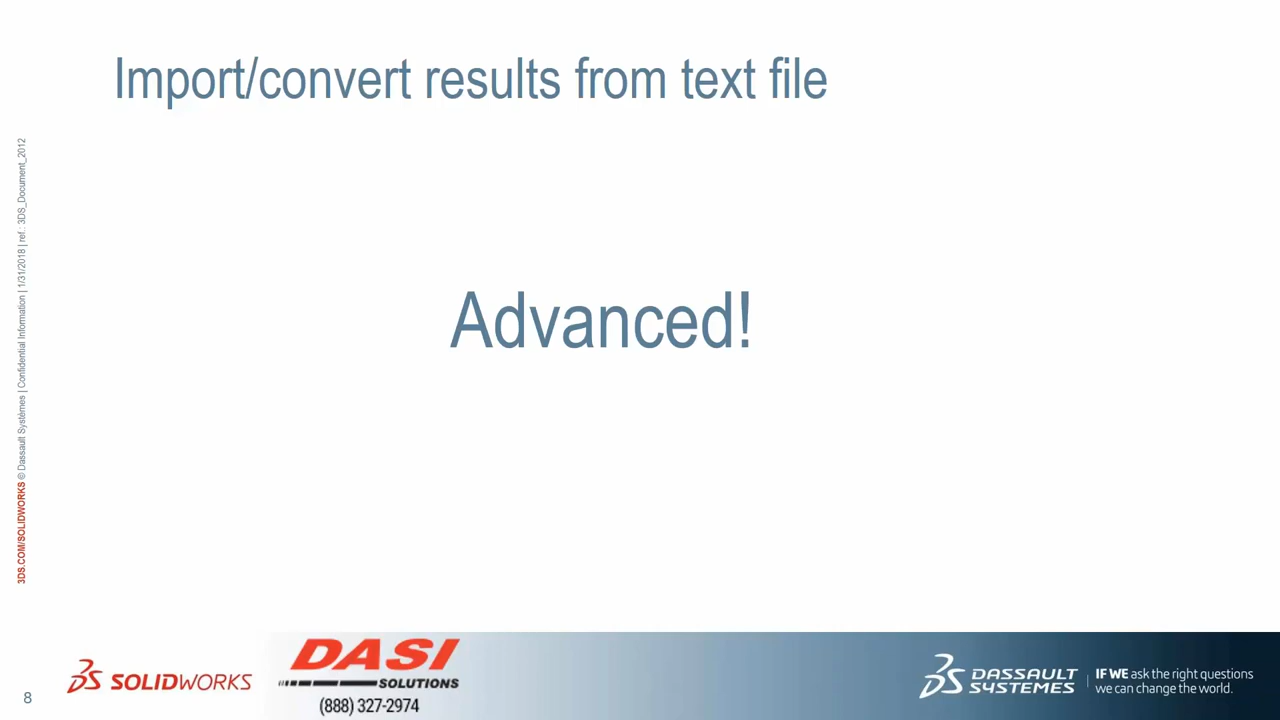 Import/convert results from text file
3DS.COM/SOLIDWORKS © Dassault Systèmes | Confidential Information | 1/31/2018 | ref.: 3DS_Document_2012
Advanced!
8
SOLIDWORKS
DASI
SOLUTIONS
(888) 327-2974
DASSAULT
SYSTEMES
IF WE ask the right questions
we can change the world.